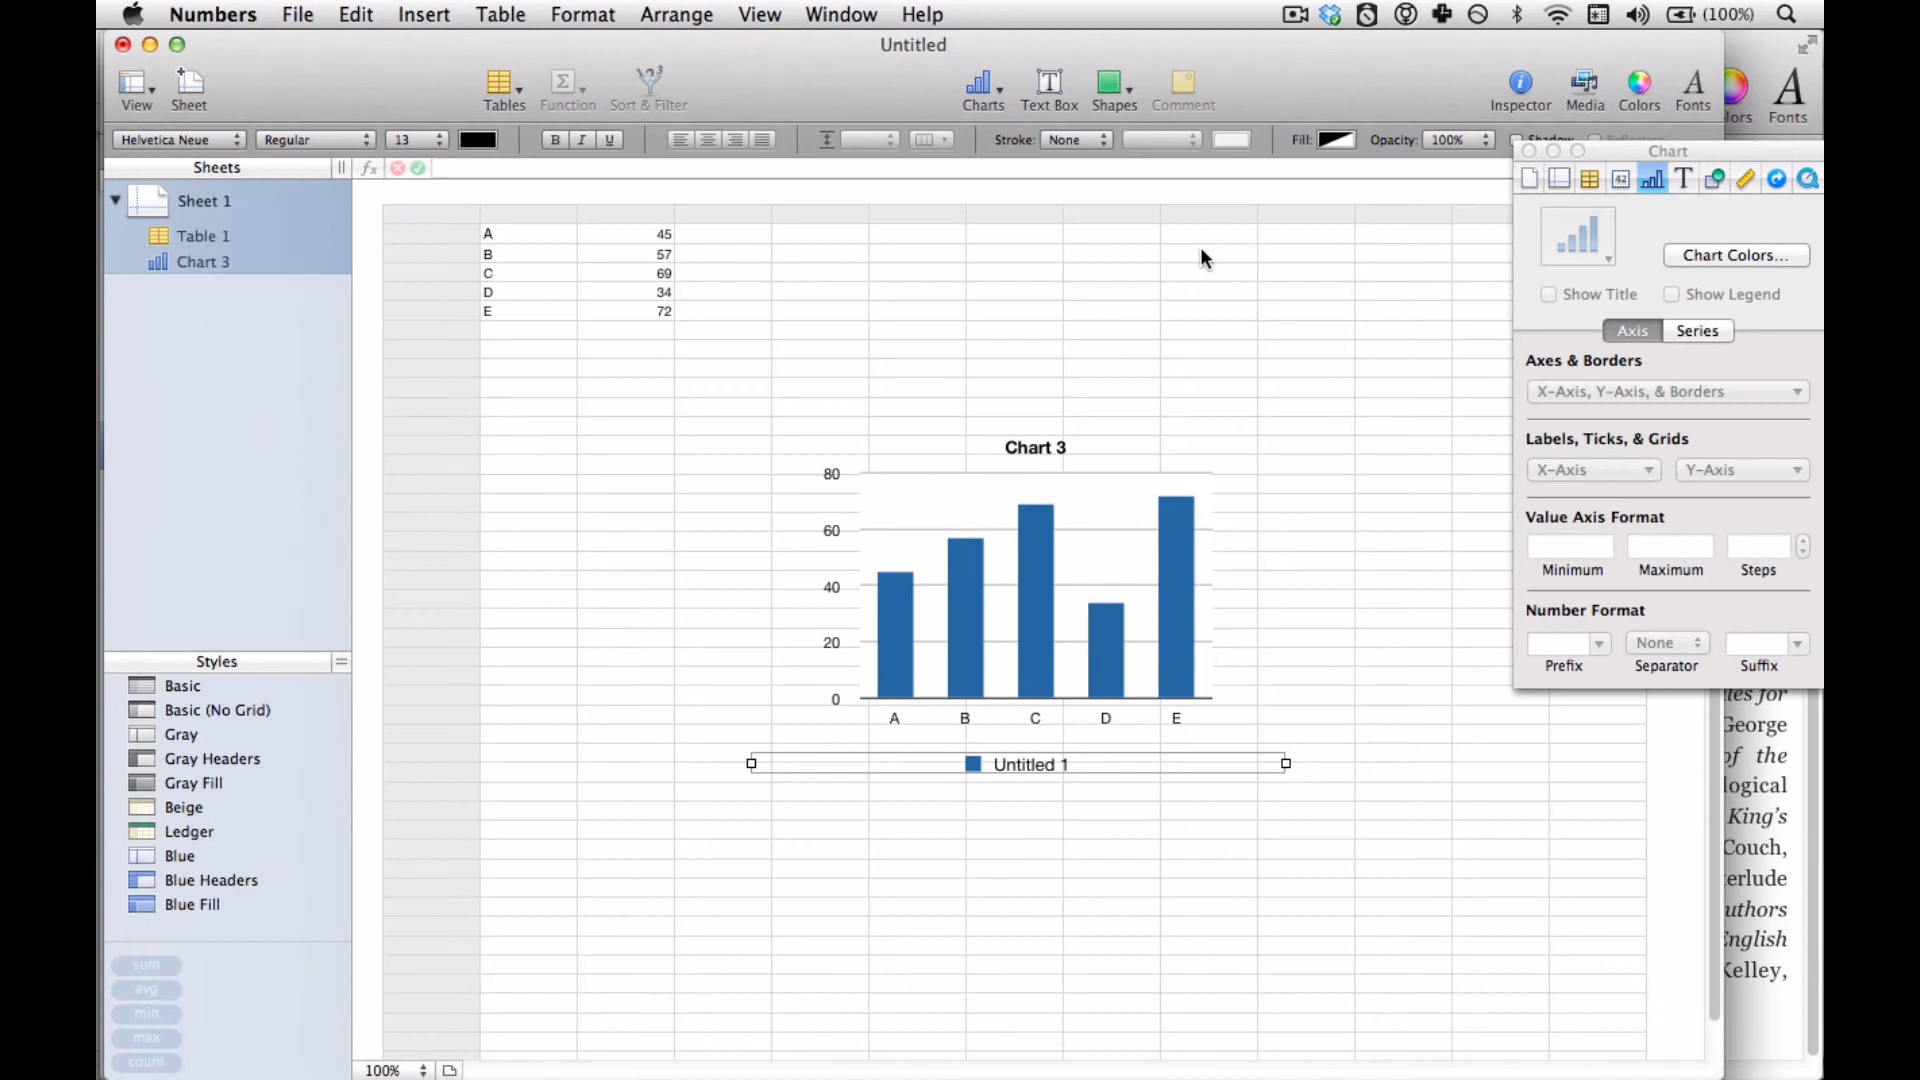 Numbers File Edit Insert Table Format Arrange View Window Help (100%)
Untitled
View Sheet Tables Function Sort & Filter Charts Text Box Shapes Comment Inspector Media Colors Fonts
lors Fonts
Helvetica Neue Regular 13 B I U Stroke: None Fill: Opacity: 100% Shadow
Sheets fx
Chart
42 T
Sheet 1
Table 1
Chart 3
A 45
B 57
C 69
D 34
E 72
Chart Colors...
Show Title Show Legend
Axis Series
Axes & Borders
X-Axis, Y-Axis, & Borders
Labels, Ticks, & Grids
X-Axis Y-Axis
Value Axis Format
Minimum Maximum Steps
Number Format
None
Prefix Separator Suffix
Chart 3
80
60
40
20
0
A B C D E
Untitled 1
Styles
Basic
Basic (No Grid)
Gray
Gray Headers
Gray Fill
Beige
Ledger
Blue
Blue Headers
Blue Fill
sum
avg
min
max
count
100%
les for
George
of the
logical
King's
Couch,
erlude
uthors
English
Kelley,